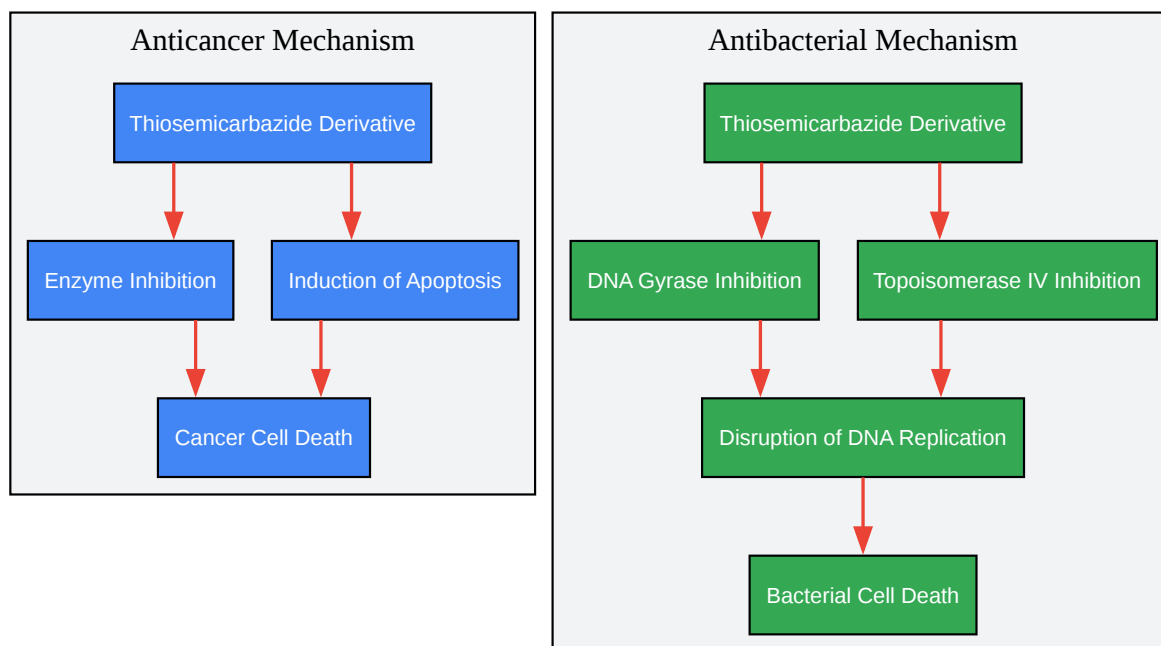 Anticancer Mechanism
Thiosemicarbazide Derivative
Enzyme Inhibition
Induction of Apoptosis
Cancer Cell Death
Antibacterial Mechanism
Thiosemicarbazide Derivative
DNA Gyrase Inhibition
Topoisomerase IV Inhibition
Disruption of DNA Replication
Bacterial Cell Death